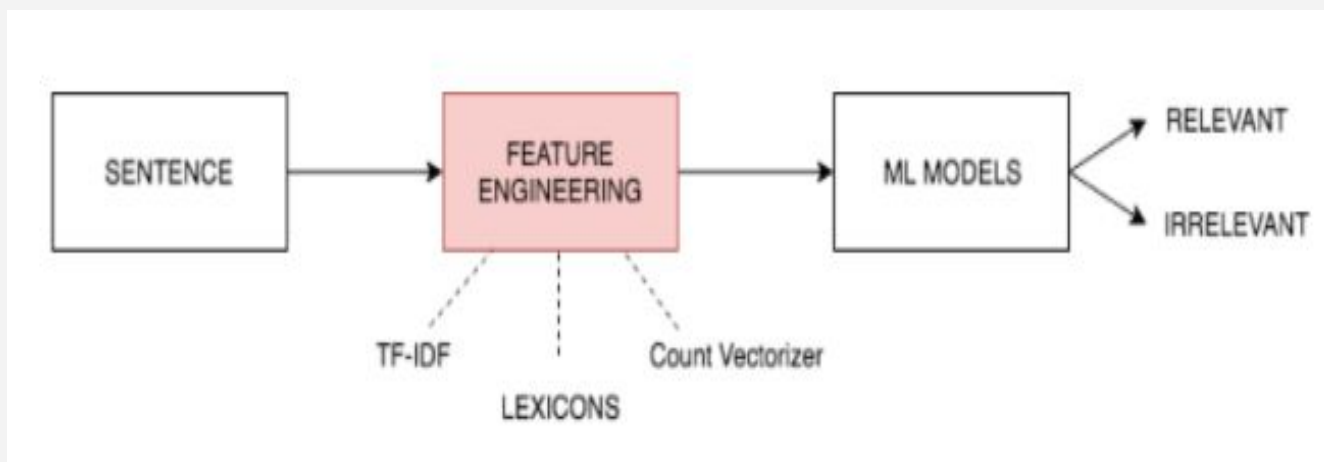 SENTENCE
FEATURE
ENGINEERING
ML MODELS
RELEVANT
IRRELEVANT
TF-IDF
LEXICONS
Count Vectorizer